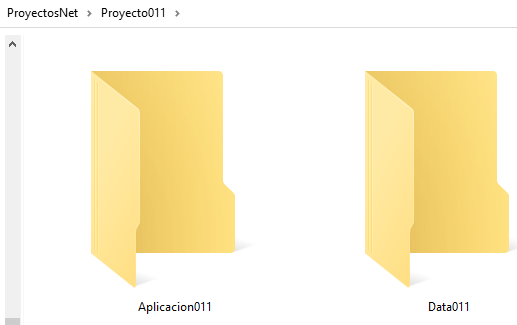 ProyectosNet > Proyecto011 >
Aplicacion011 Data011